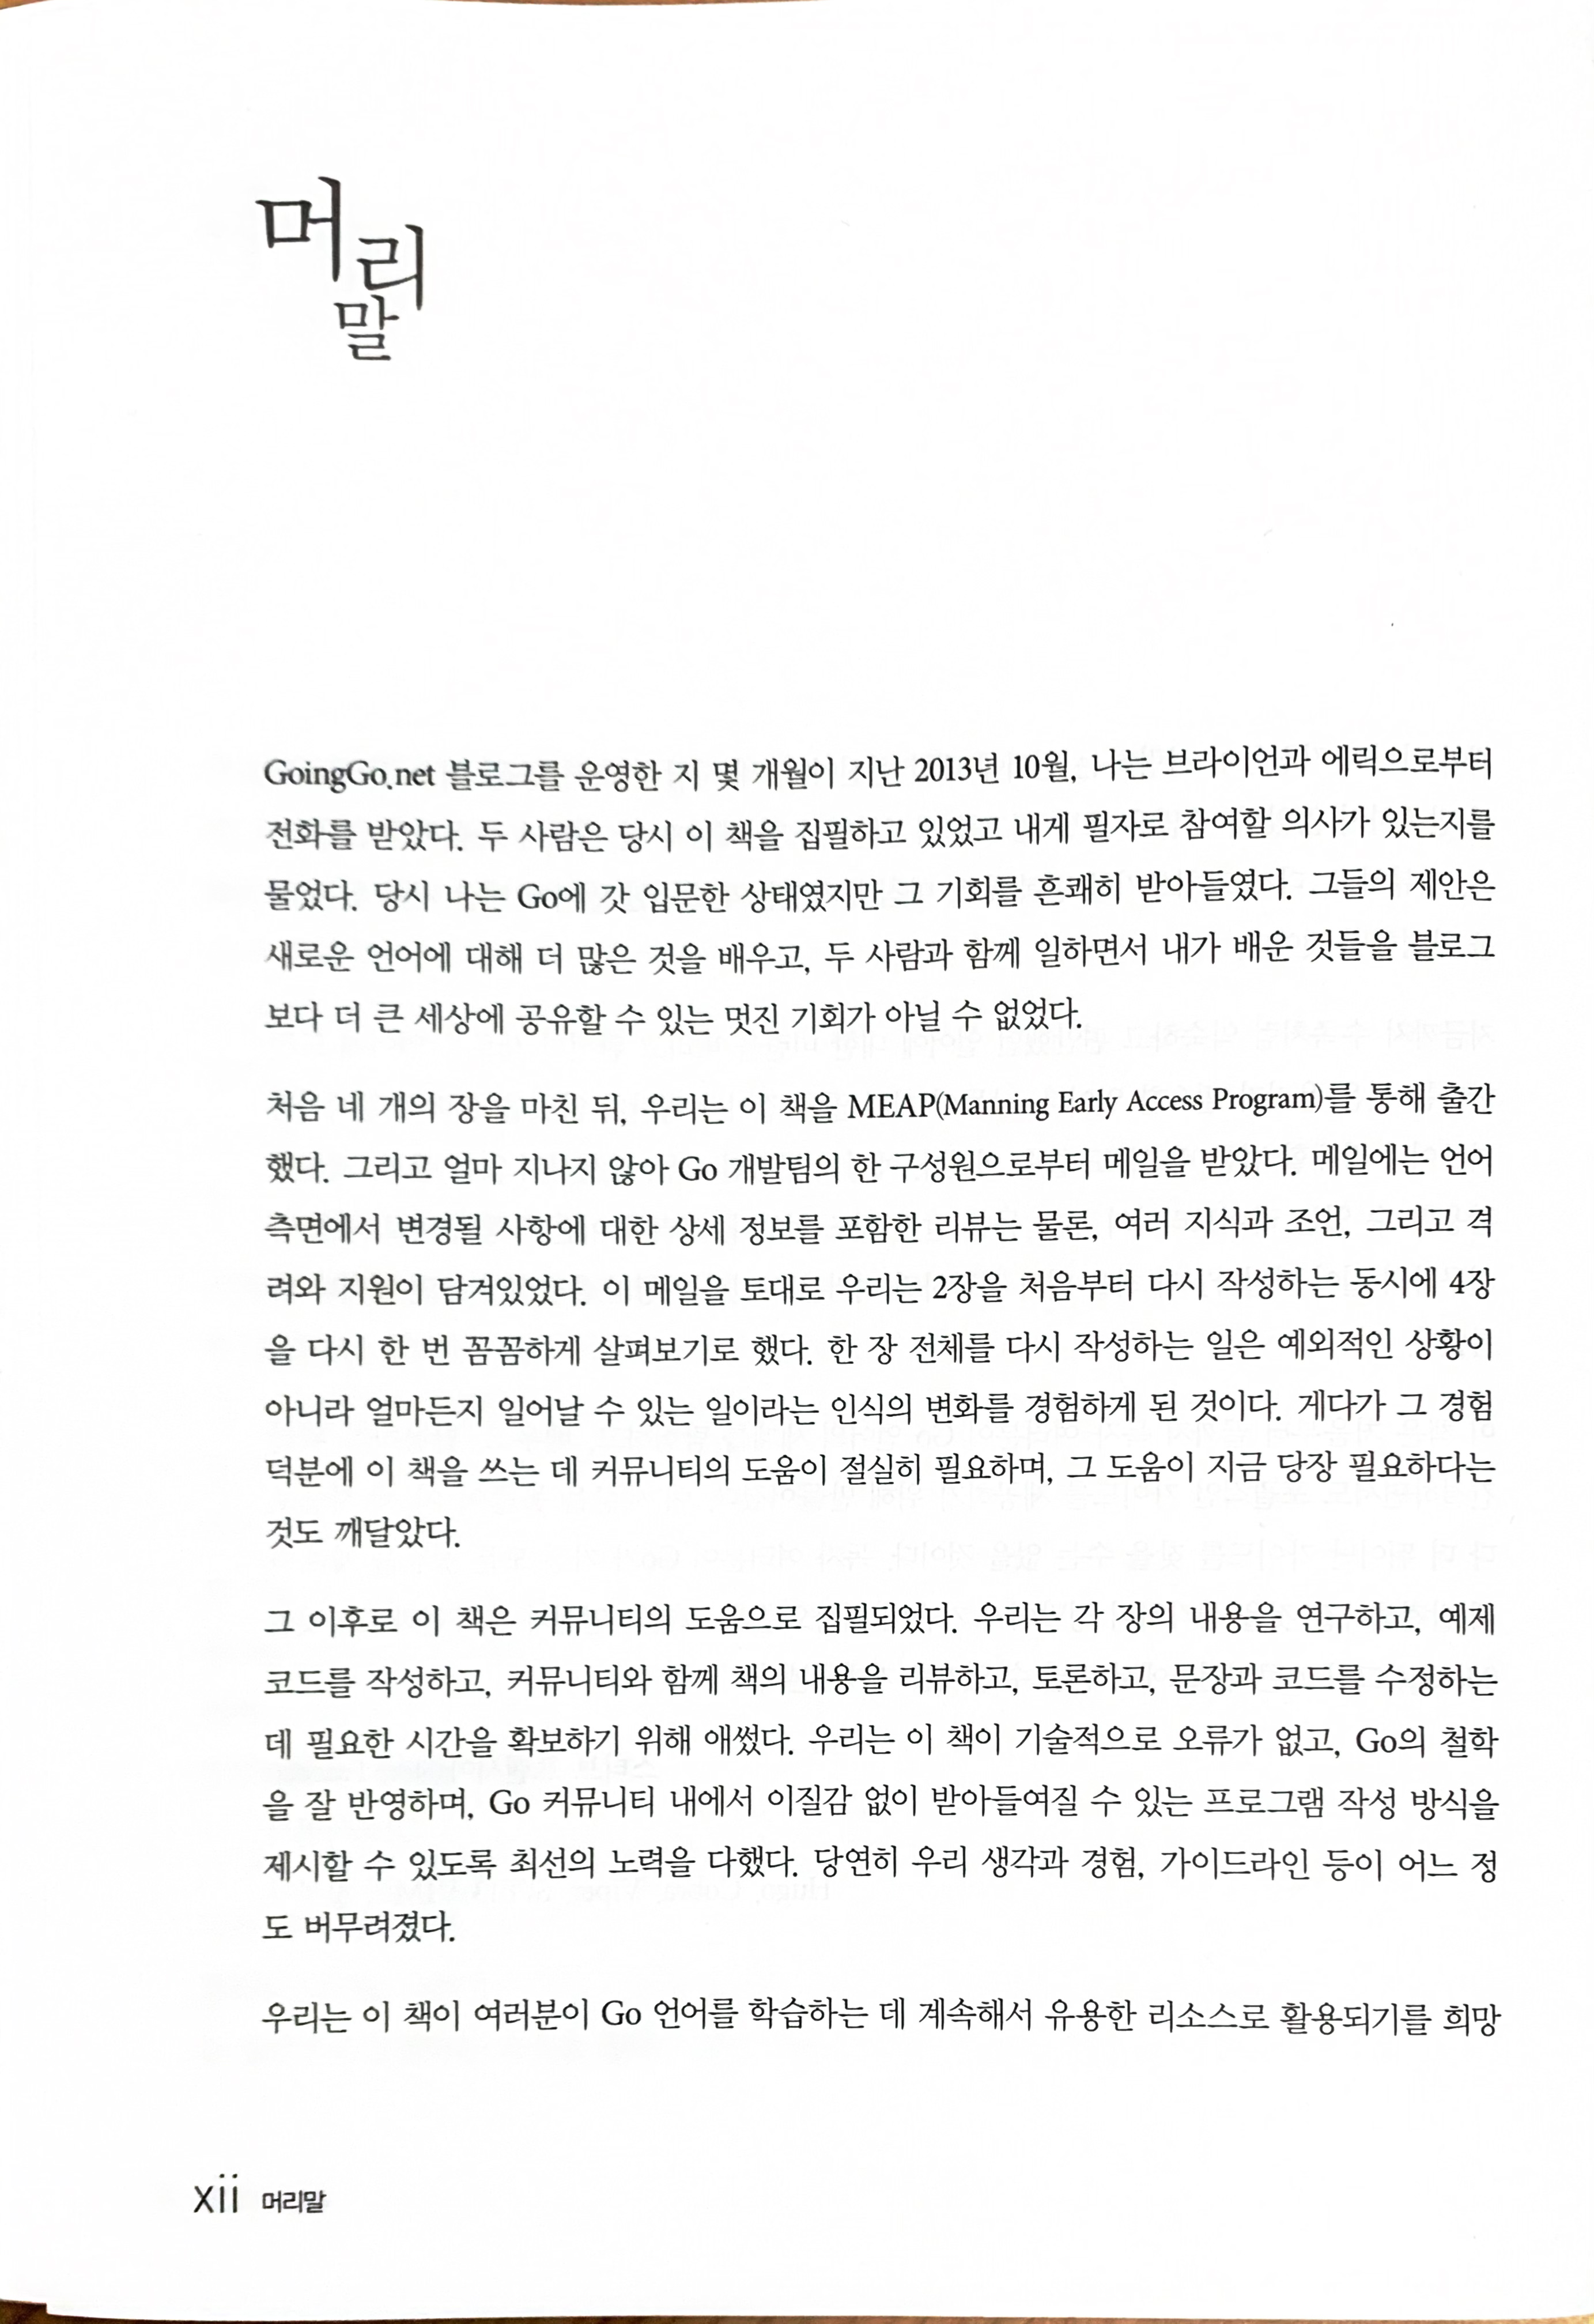 머리
말
GoingGo.net 블로그를 운영한 지 몇 개월이 지난 2013년 10월, 나는 브라이언과 에릭으로부터
전화를 받았다. 두 사람은 당시 이 책을 집필하고 있었고 내게 필자로 참여할 의사가 있는지를
물었다. 당시 나는 Go에 갓 입문한 상태였지만 그 기회를 흔쾌히 받아들였다. 그들의 제안은
새로운 언어에 대해 더 많은 것을 배우고, 두 사람과 함께 일하면서 내가 배운 것들을 블로그
보다 더 큰 세상에 공유할 수 있는 멋진 기회가 아닐 수 없었다.
처음 네 개의 장을 마친 뒤, 우리는 이 책을 MEAP(Manning Early Access Program)를 통해 출간
했다. 그리고 얼마 지나지 않아 Go 개발팀의 한 구성원으로부터 메일을 받았다. 메일에는 언어
측면에서 변경될 사항에 대한 상세 정보를 포함한 리뷰는 물론, 여러 지식과 조언, 그리고 격
려와 지원이 담겨있었다. 이 메일을 토대로 우리는 2장을 처음부터 다시 작성하는 동시에 4장
을 다시 한 번 꼼꼼하게 살펴보기로 했다. 한 장 전체를 다시 작성하는 일은 예외적인 상황이
아니라 얼마든지 일어날 수 있는 일이라는 인식의 변화를 경험하게 된 것이다. 게다가 그 경험
덕분에 이 책을 쓰는 데 커뮤니티의 도움이 절실히 필요하며, 그 도움이 지금 당장 필요하다는
것도 깨달았다.
그 이후로 이 책은 커뮤니티의 도움으로 집필되었다. 우리는 각 장의 내용을 연구하고, 예제
코드를 작성하고, 커뮤니티와 함께 책의 내용을 리뷰하고, 토론하고, 문장과 코드를 수정하는
데 필요한 시간을 확보하기 위해 애썼다. 우리는 이 책이 기술적으로 오류가 없고, Go의 철학
을 잘 반영하며, Go 커뮤니티 내에서 이질감 없이 받아들여질 수 있는 프로그램 작성 방식을
제시할 수 있도록 최선의 노력을 다했다. 당연히 우리 생각과 경험, 가이드라인 등이 어느 정
도 버무려졌다.
우리는 이 책이 여러분이 Go 언어를 학습하는 데 계속해서 유용한 리소스로 활용되기를 희망
xii 머리말